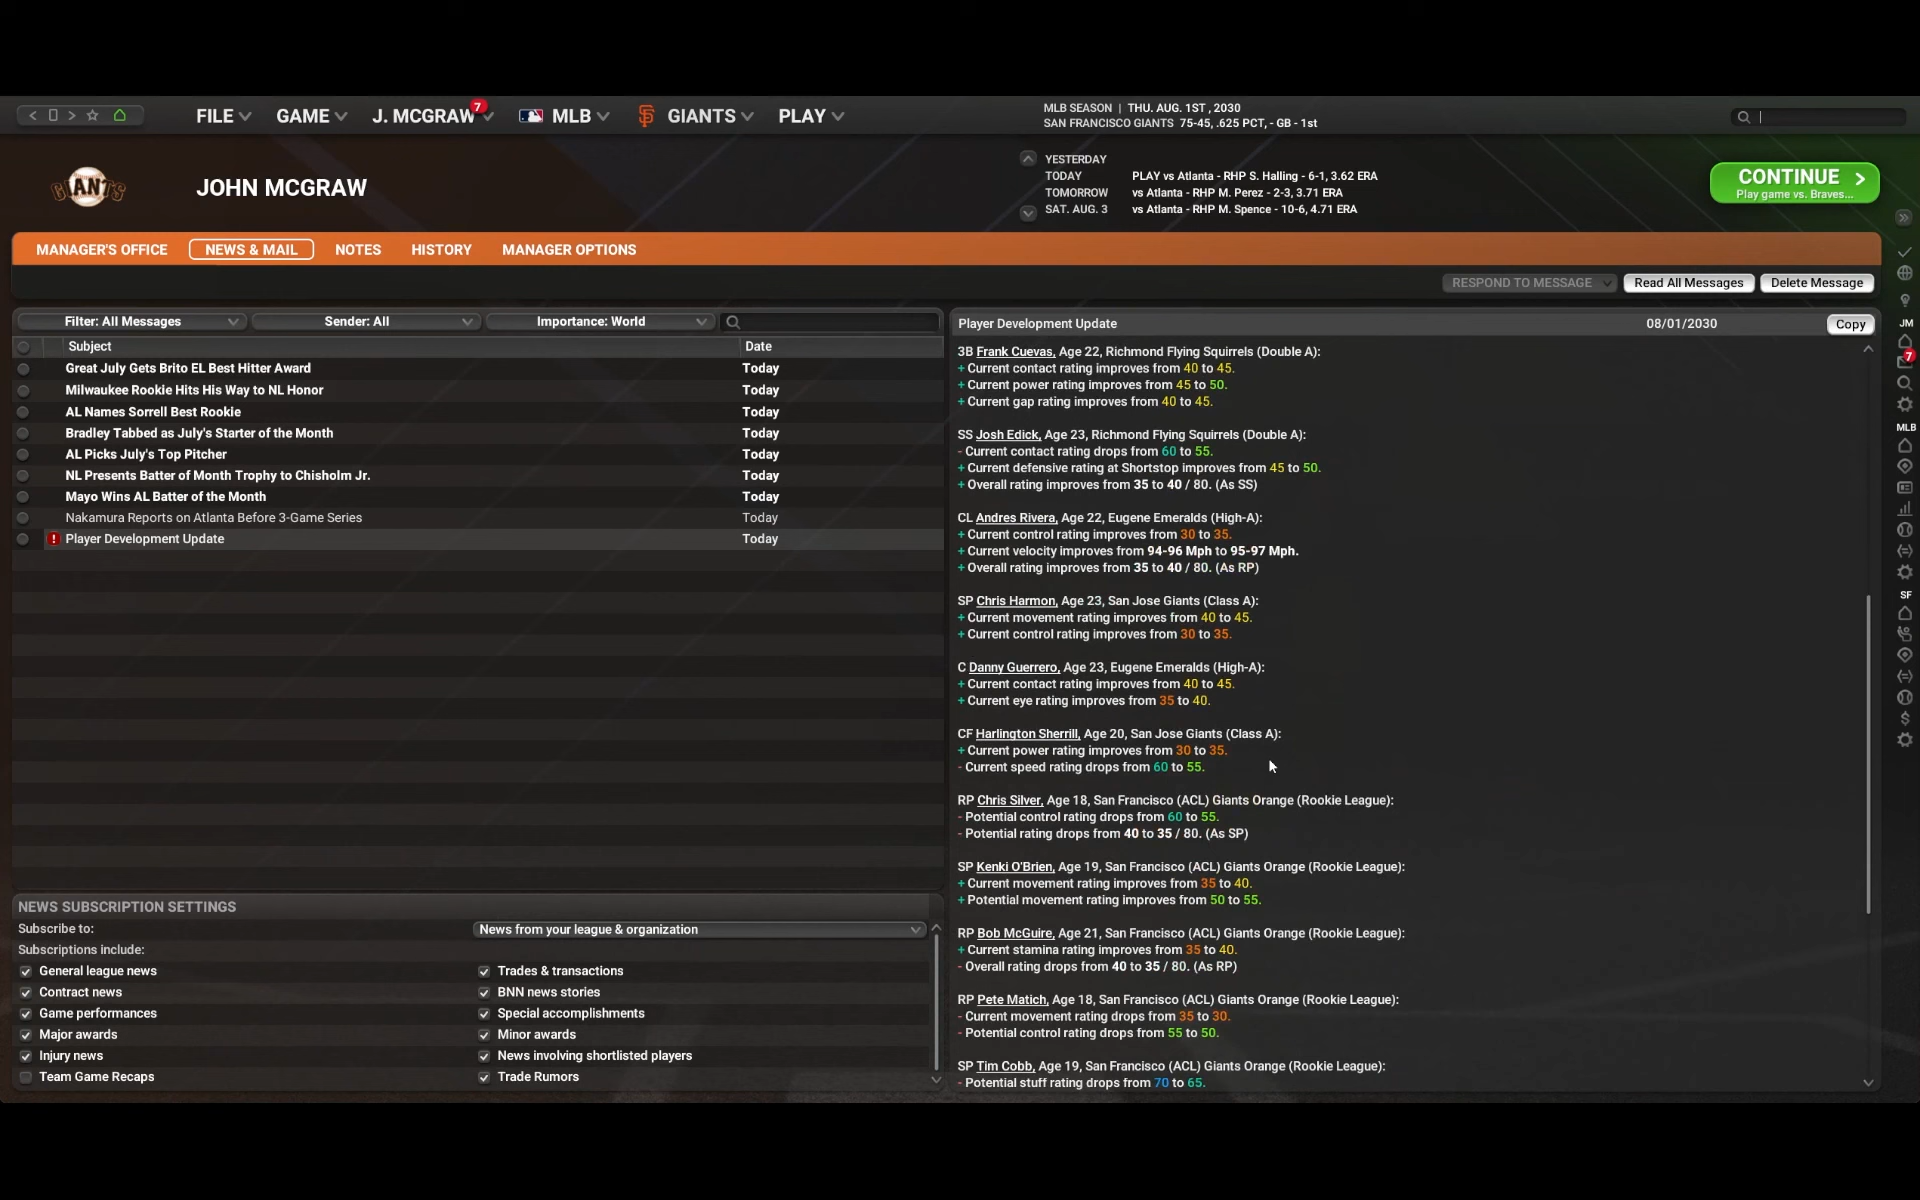 FILE GAME J. MCGRAW 7 MLB GIANTS PLAY
MLB SEASON | THU. AUG. 1ST , 2030
SAN FRANCISCO GIANTS 75-45, .625 PCT, - GB - 1st
GIANTS
JOHN MCGRAW
YESTERDAY
TODAY PLAY vs Atlanta - RHP S. Halling - 6-1, 3.62 ERA
TOMORROW vs Atlanta - RHP M. Perez - 2-3, 3.71 ERA
SAT. AUG. 3 vs Atlanta - RHP M. Spence - 10-6, 4.71 ERA
CONTINUE
Play game vs. Braves...
MANAGER'S OFFICE NEWS & MAIL NOTES HISTORY MANAGER OPTIONS
RESPOND TO MESSAGE Read All Messages Delete Message
Filter: All Messages Sender: All Importance: World
Subject Date
Great July Gets Brito EL Best Hitter Award Today
Milwaukee Rookie Hits His Way to NL Honor Today
AL Names Sorrell Best Rookie Today
Bradley Tabbed as July's Starter of the Month Today
AL Picks July's Top Pitcher Today
NL Presents Batter of Month Trophy to Chisholm Jr. Today
Mayo Wins AL Batter of the Month Today
Nakamura Reports on Atlanta Before 3-Game Series Today
! Player Development Update Today
NEWS SUBSCRIPTION SETTINGS
Subscribe to: News from your league & organization
Subscriptions include:
General league news Trades & transactions
Contract news BNN news stories
Game performances Special accomplishments
Major awards Minor awards
Injury news News involving shortlisted players
Team Game Recaps Trade Rumors
Player Development Update 08/01/2030 Copy
3B Frank Cuevas, Age 22, Richmond Flying Squirrels (Double A):
+ Current contact rating improves from 40 to 45.
+ Current power rating improves from 45 to 50.
+ Current gap rating improves from 40 to 45.
SS Josh Edick, Age 23, Richmond Flying Squirrels (Double A):
- Current contact rating drops from 60 to 55.
+ Current defensive rating at Shortstop improves from 45 to 50.
+ Overall rating improves from 35 to 40 / 80. (As SS)
CL Andres Rivera, Age 22, Eugene Emeralds (High-A):
+ Current control rating improves from 30 to 35.
+ Current velocity improves from 94-96 Mph to 95-97 Mph.
+ Overall rating improves from 35 to 40 / 80. (As RP)
SP Chris Harmon, Age 23, San Jose Giants (Class A):
+ Current movement rating improves from 40 to 45.
+ Current control rating improves from 30 to 35.
C Danny Guerrero, Age 23, Eugene Emeralds (High-A):
+ Current contact rating improves from 40 to 45.
+ Current eye rating improves from 35 to 40.
CF Harlington Sherrill, Age 20, San Jose Giants (Class A):
+ Current power rating improves from 30 to 35.
- Current speed rating drops from 60 to 55.
RP Chris Silver, Age 18, San Francisco (ACL) Giants Orange (Rookie League):
- Potential control rating drops from 60 to 55.
- Potential rating drops from 40 to 35 / 80. (As SP)
SP Kenki O'Brien, Age 19, San Francisco (ACL) Giants Orange (Rookie League):
+ Current movement rating improves from 35 to 40.
+ Potential movement rating improves from 50 to 55.
RP Bob McGuire, Age 21, San Francisco (ACL) Giants Orange (Rookie League):
+ Current stamina rating improves from 35 to 40.
- Overall rating drops from 40 to 35 / 80. (As RP)
RP Pete Matich, Age 18, San Francisco (ACL) Giants Orange (Rookie League):
- Current movement rating drops from 35 to 30.
- Potential control rating drops from 55 to 50.
SP Tim Cobb, Age 19, San Francisco (ACL) Giants Orange (Rookie League):
- Potential stuff rating drops from 70 to 65.
JM
7
MLB
SF